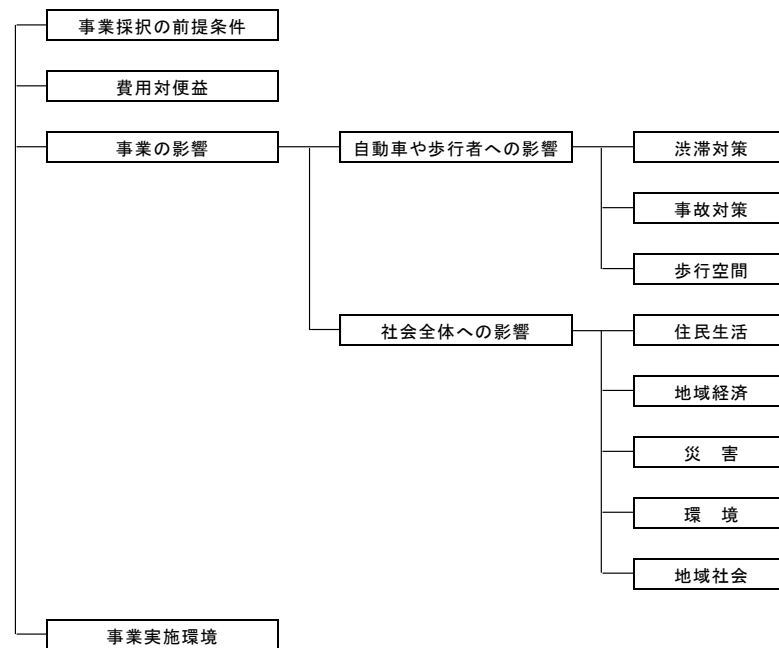 事業採択の前提条件
費用対便益
事業の影響
自動車や歩行者への影響
渋滞対策
事故対策
歩行空間
社会全体への影響
住民生活
地域経済
災　害
環　境
地域社会
事業実施環境